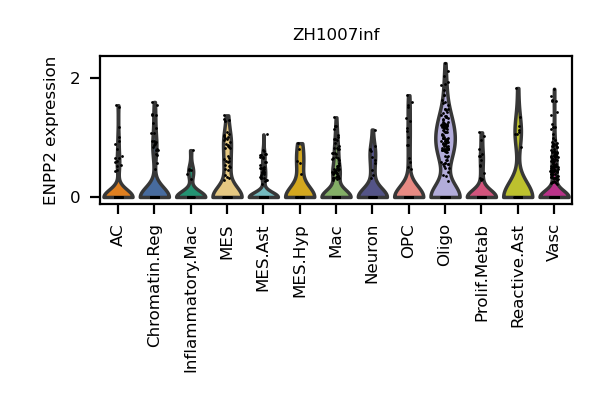 ZH1007inf
ENPP2 expression
2
0
AC
Chromatin.Reg
Inflammatory.Mac
MES
MES.Ast
MES.Hyp
Mac
Neuron
OPC
Oligo
Prolif.Metab
Reactive.Ast
Vasc